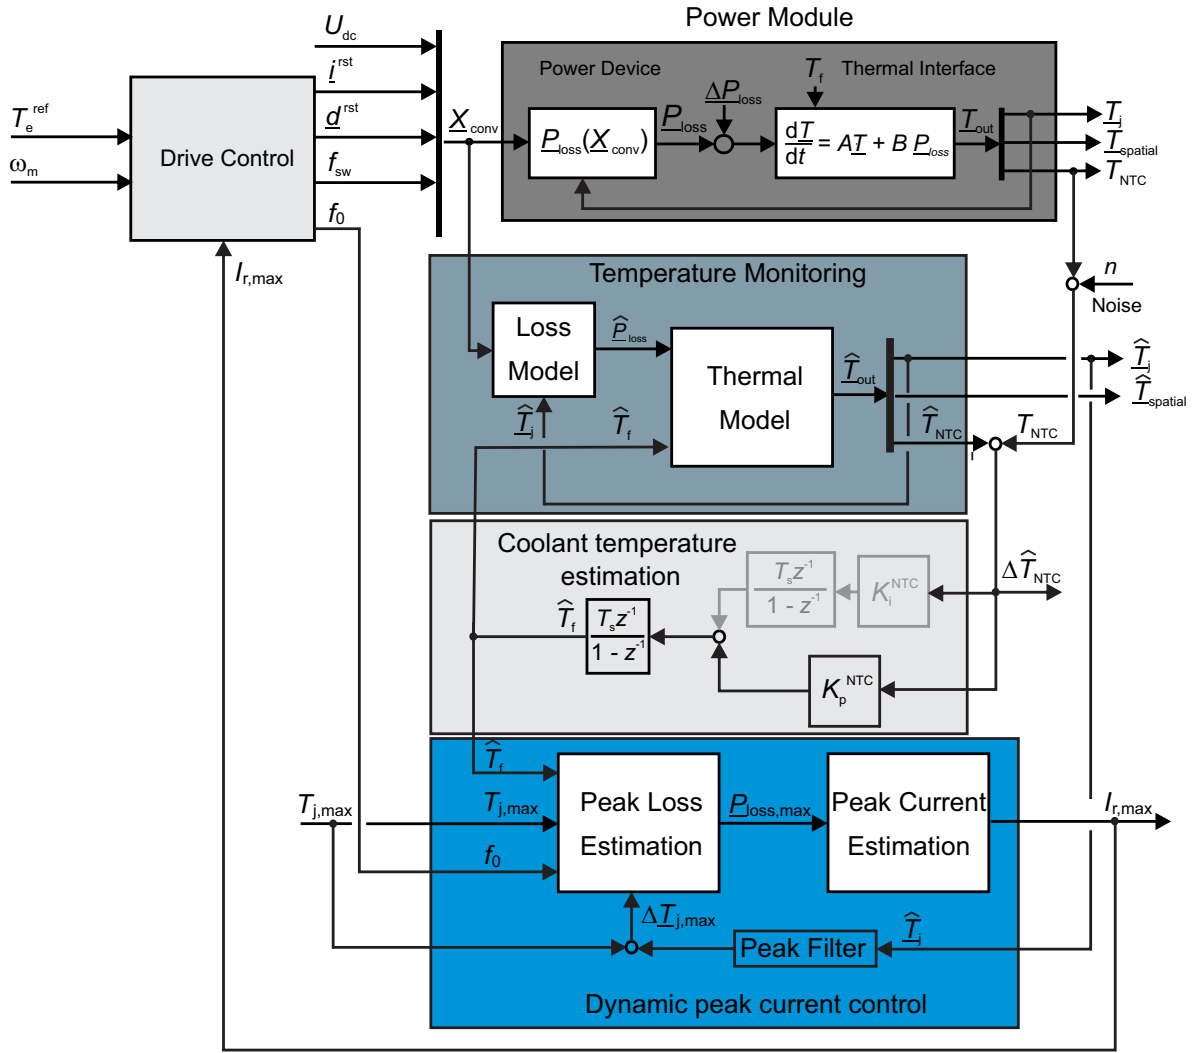 Power Module
U_dc
i^rst
d^rst
f_sw
f_0
T_e^ref
ω_m
Drive Control
I_r,max
X_conv
Power Device
Thermal Interface
P_loss(X_conv)
P_loss
ΔP_loss
T_f
dT/dt = AT + B P_loss
T_out
T_j
T_spatial
T_NTC
n
Noise
Temperature Monitoring
Loss
Model
P̂_loss
Thermal
Model
T̂_j
T̂_f
T̂_out
T̂_NTC
T_NTC
T̂_j
T̂_spatial
Coolant temperature
estimation
T_s z^-1
1 - z^-1
K_i^NTC
ΔT̂_NTC
T̂_f
T_s z^-1
1 - z^-1
K_p^NTC
T̂_f
T_j,max
T_j,max
f_0
Peak Loss
Estimation
P_loss,max
Peak Current
Estimation
I_r,max
ΔT_j,max
Peak Filter
T̂_j
Dynamic peak current control